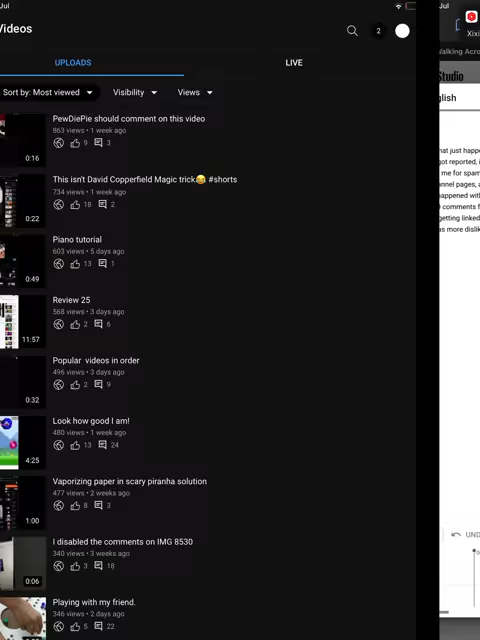 Jul
Videos
2
UPLOADS
LIVE
Sort by: Most viewed
Visibility
Views
PewDiePie should comment on this video
863 views • 1 week ago
9
3
0:16
This isn't David Copperfield Magic trick😂 #shorts
734 views • 1 week ago
18
2
0:22
Piano tutorial
603 views • 5 days ago
13
1
0:49
Review 25
568 views • 3 days ago
2
6
11:57
Popular videos in order
496 views • 3 days ago
2
9
0:32
Look how good I am!
480 views • 1 week ago
13
24
4:25
Vaporizing paper in scary piranha solution
477 views • 2 weeks ago
8
3
1:00
I disabled the comments on IMG 8530
340 views • 3 weeks ago
3
18
0:06
Playing with my friend.
346 views • 2 days ago
5
22
Jul
Xixi
Walking Acro
Studio
glish
hat just happe
got reported, i
me for spam
annel pages, a
appened with
comments f
getting linked
as more dislik
UND